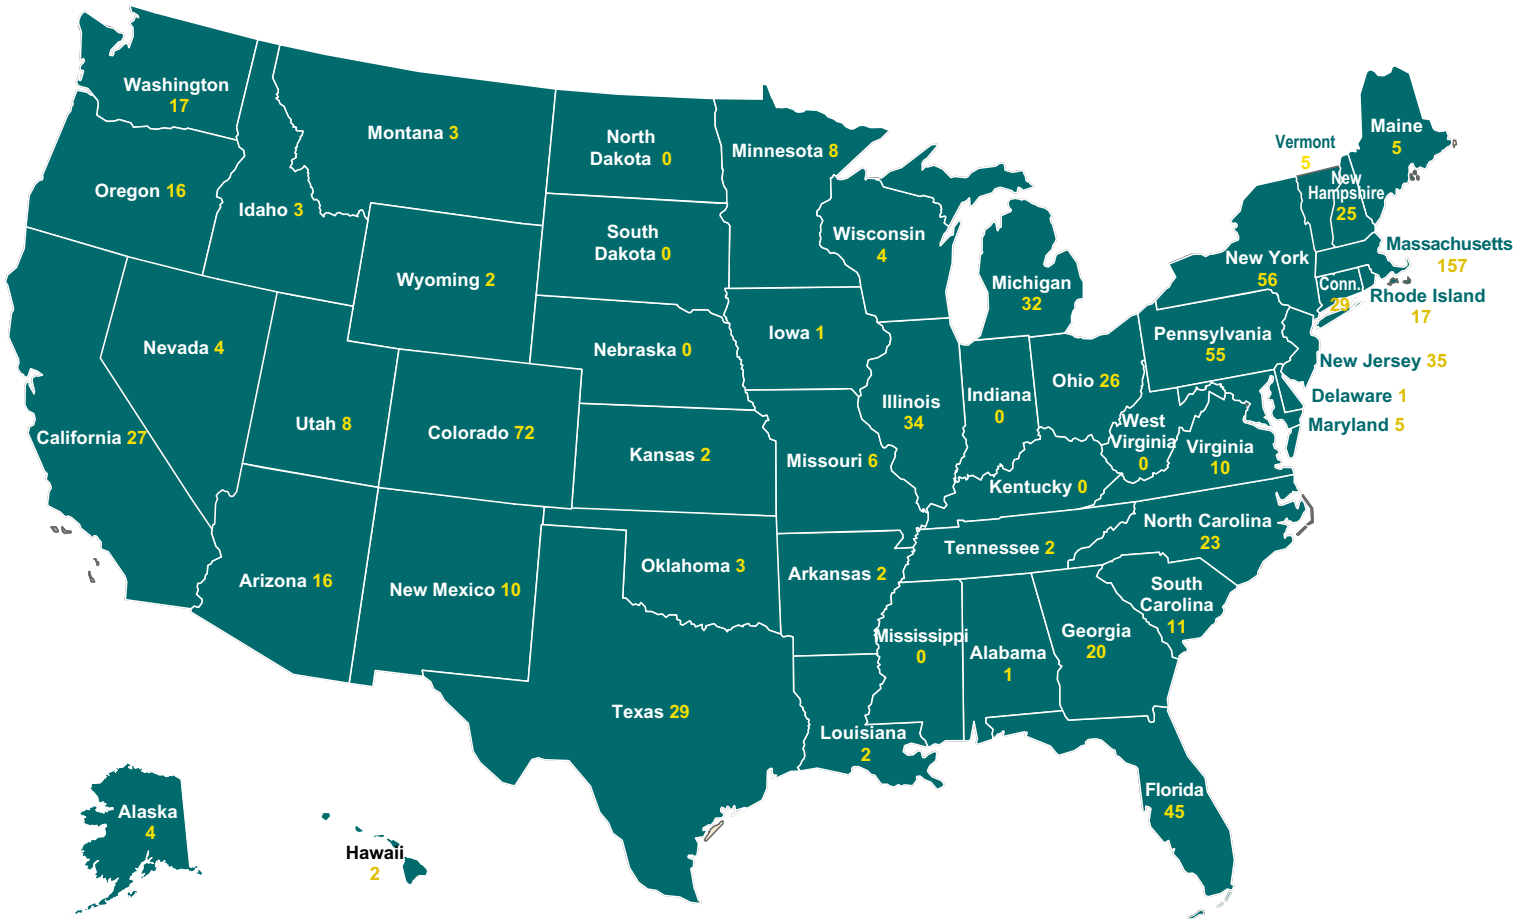 Washington
17
Montana 3
North
Dakota 0
Minnesota 8
Vermont
5
Maine
5
Oregon 16
Idaho 3
New
Hampshire
25
South
Dakota 0
Wisconsin
4
Wyoming 2
Michigan
32
New York
56
Massachusetts
157
Conn.
29
Rhode Island
17
Nevada 4
Nebraska 0
Iowa 1
Pennsylvania
55
New Jersey 35
Utah 8
California 27
Colorado 72
Kansas 2
Missouri 6
Illinois
34
Indiana
0
Ohio 26
West
Virginia
0
Virginia
10
Delaware 1
Maryland 5
Kentucky 0
Arizona 16
New Mexico 10
Oklahoma 3
Arkansas 2
Tennessee 2
North Carolina
23
South
Carolina
11
Mississippi
0
Alabama
1
Georgia
20
Texas 29
Louisiana
2
Florida
45
Alaska
4
Hawaii
2